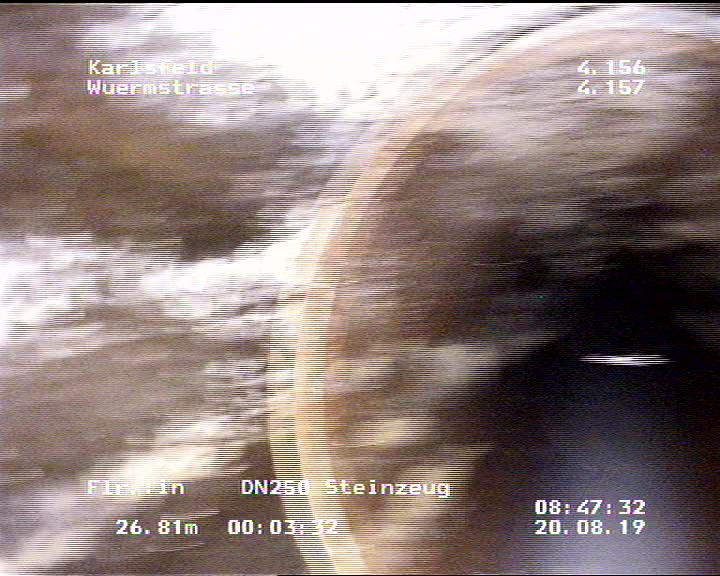 Karlsfeld 4.156
Wuermstrasse 4.157
DN250 Steinzeug
08:47:32
26.81m 00:03:32 20.08.19